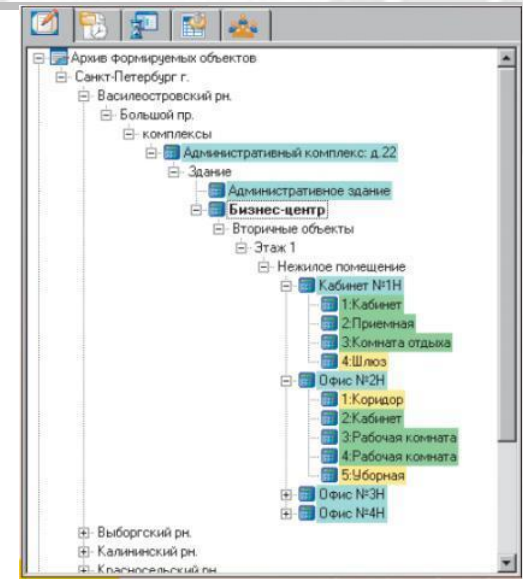 Архив формируемых объектов
Санкт-Петербург г.
Василеостровский рн.
Большой пр.
комплексы
Административный комплекс: д.22
Здание
Административное здание
Бизнес-центр
Вторичные объекты
Этаж 1
Нежилое помещение
Кабинет №1Н
1:Кабинет
2:Приемная
3:Комната отдыха
4:Шлюз
Офис №2Н
1:Коридор
2:Кабинет
3:Рабочая комната
4:Рабочая комната
5:Уборная
Офис №3Н
Офис №4Н
Выборгский рн.
Калининский рн.
Красносельский рн.